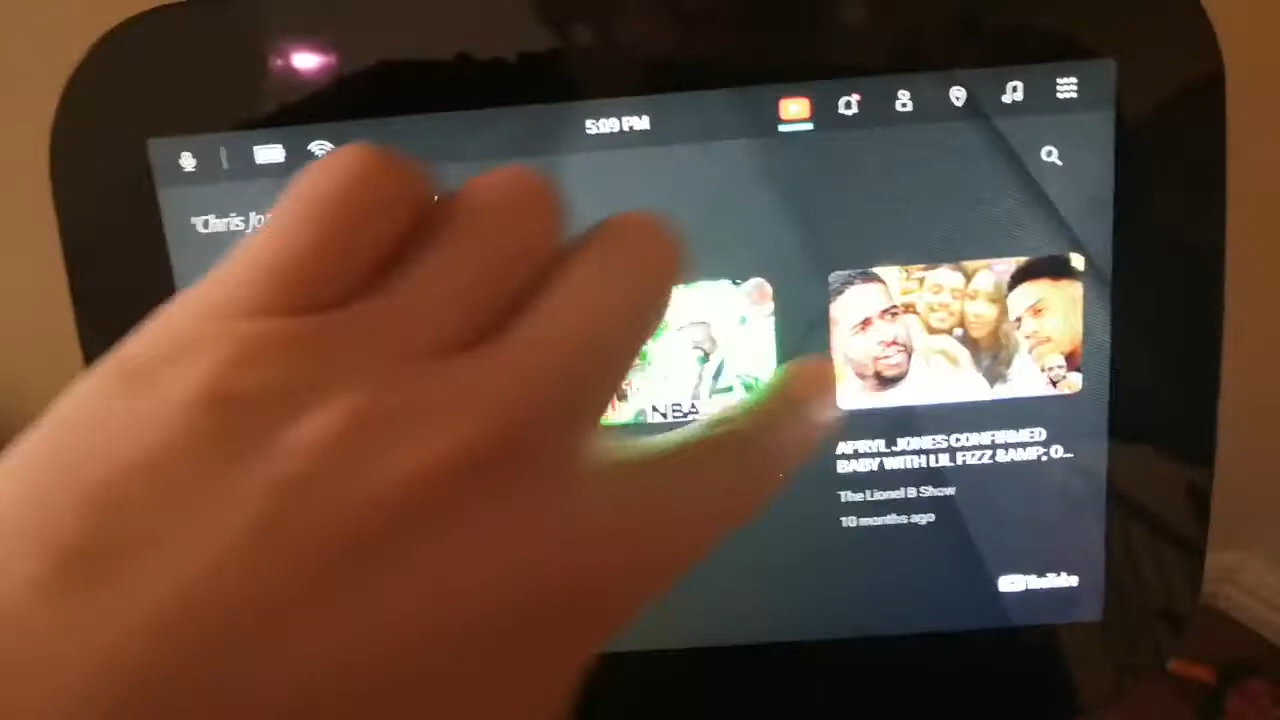 5:09 PM
"Chris Jo
NBA
APRYL JONES CONFIRMED
BABY WITH LIL FIZZ &AMP; O...
The Lionel B Show
10 months ago
YouTube